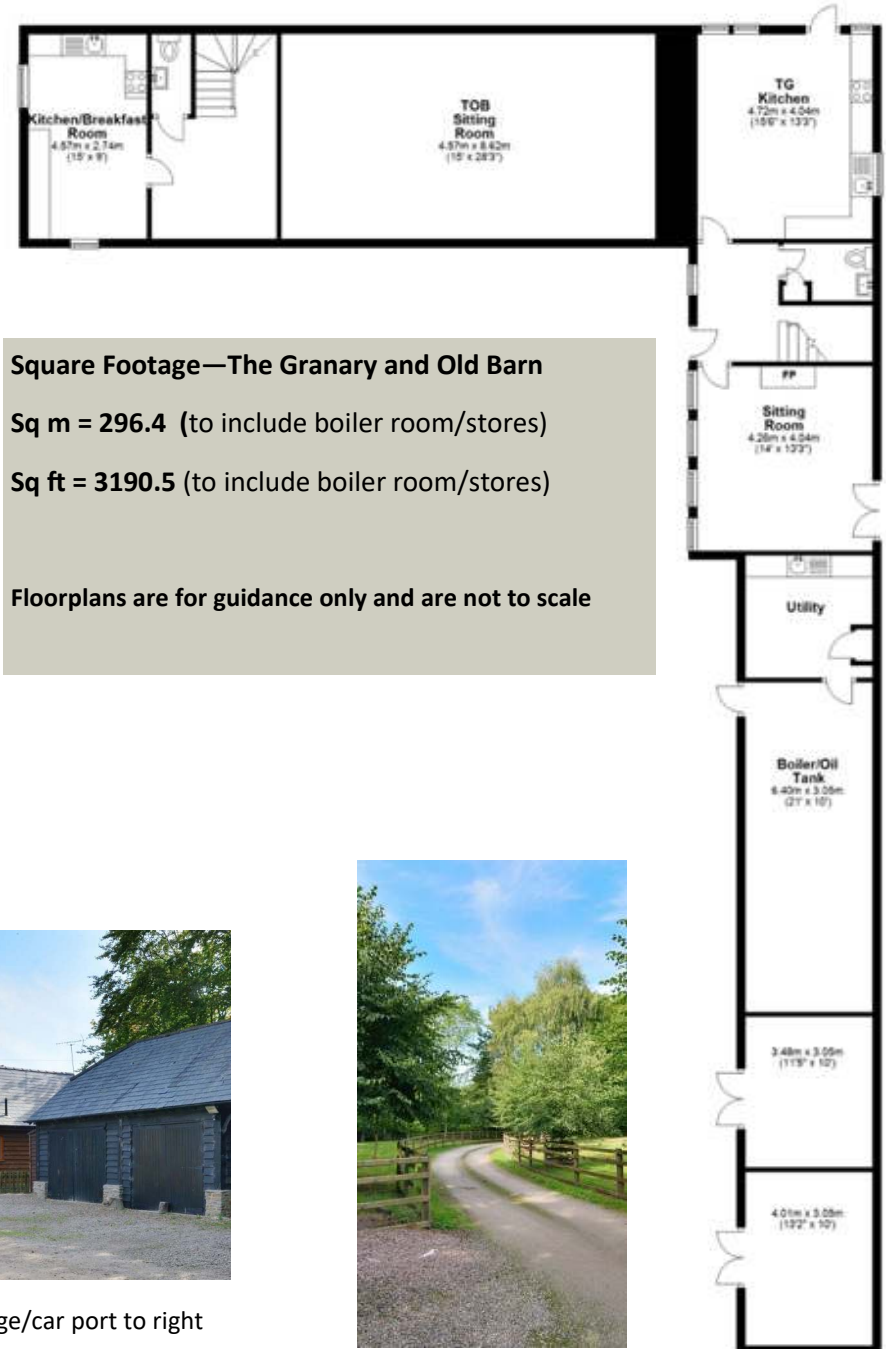 Kitchen/Breakfast
Room
4.57m x 2.74m
(15' x 9')
TOB
Sitting
Room
4.57m x 8.62m
(15' x 28'3")
TG
Kitchen
4.72m x 4.04m
(15'6" x 13'3")
FP
Sitting
Room
4.26m x 4.04m
(14' x 13'3")
Square Footage—The Granary and Old Barn
Sq m = 296.4 (to include boiler room/stores)
Sq ft = 3190.5 (to include boiler room/stores)
Floorplans are for guidance only and are not to scale
Utility
Boiler/Oil
Tank
6.40m x 3.05m
(21' x 10')
3.48m x 3.05m
(11'5" x 10')
4.01m x 3.05m
(13'2" x 10')
ge/car port to right